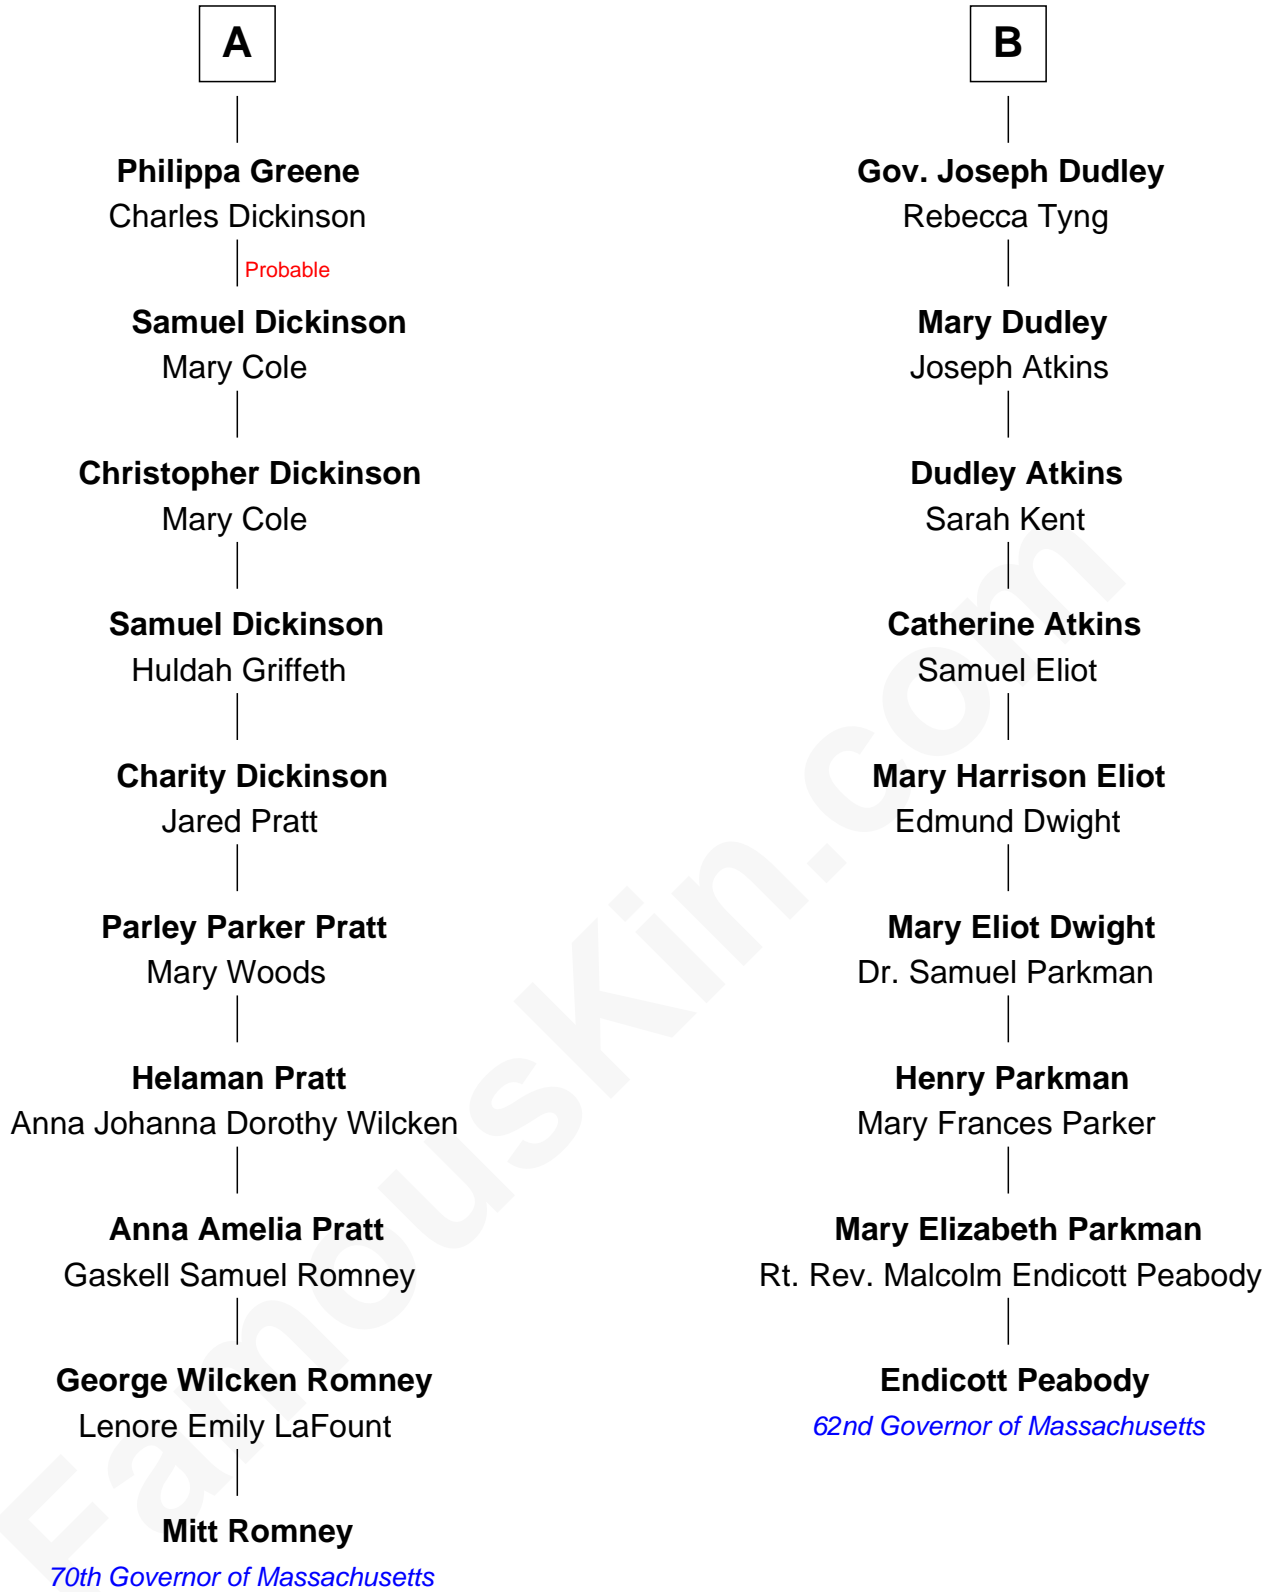 A
Philippa Greene
Charles Dickinson
Probable
Samuel Dickinson
Mary Cole
Christopher Dickinson
Mary Cole
Samuel Dickinson
Huldah Griffeth
Charity Dickinson
Jared Pratt
Parley Parker Pratt
Mary Woods
Helaman Pratt
Anna Johanna Dorothy Wilcken
Anna Amelia Pratt
Gaskell Samuel Romney
George Wilcken Romney
Lenore Emily LaFount
Mitt Romney
70th Governor of Massachusetts
B
Gov. Joseph Dudley
Rebecca Tyng
Mary Dudley
Joseph Atkins
Dudley Atkins
Sarah Kent
Catherine Atkins
Samuel Eliot
Mary Harrison Eliot
Edmund Dwight
Mary Eliot Dwight
Dr. Samuel Parkman
Henry Parkman
Mary Frances Parker
Mary Elizabeth Parkman
Rt. Rev. Malcolm Endicott Peabody
Endicott Peabody
62nd Governor of Massachusetts
FamousKin.com